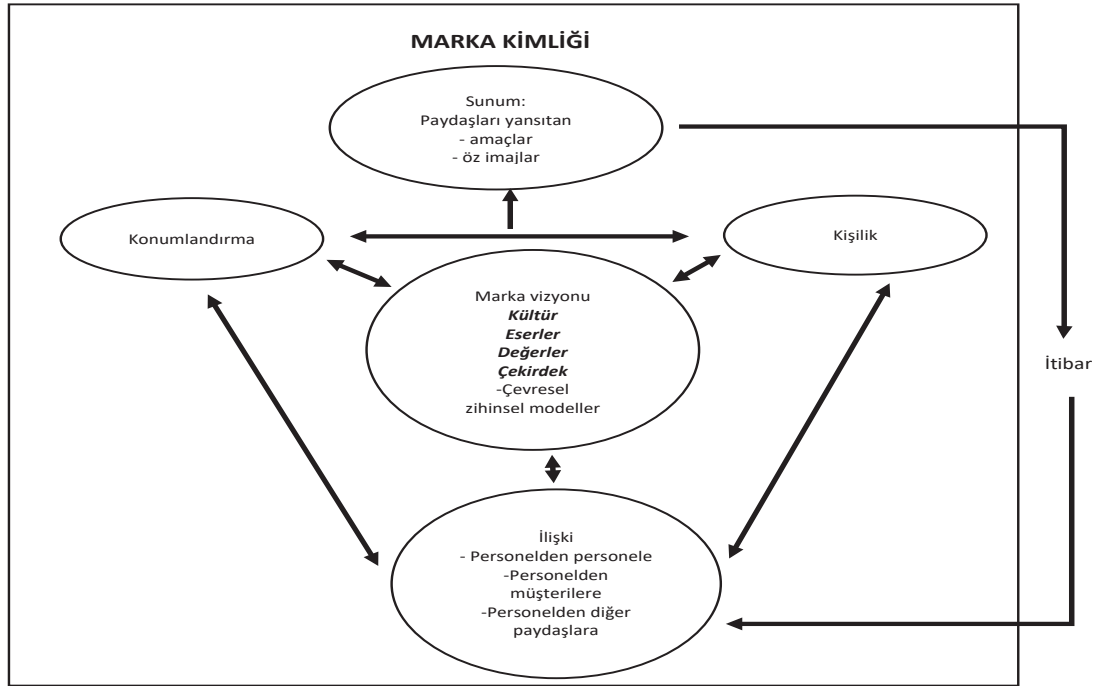 MARKA KİMLİĞİ
Sunum:
Paydaşları yansıtan
- amaçlar
- öz imajlar
Konumlandırma
Kişilik
Marka vizyonu
Kültür
Eserler
Değerler
Çekirdek
-Çevresel
zihinsel modeller
İtibar
İlişki
- Personelden personele
-Personelden
müşterilere
-Personelden diğer
paydaşlara